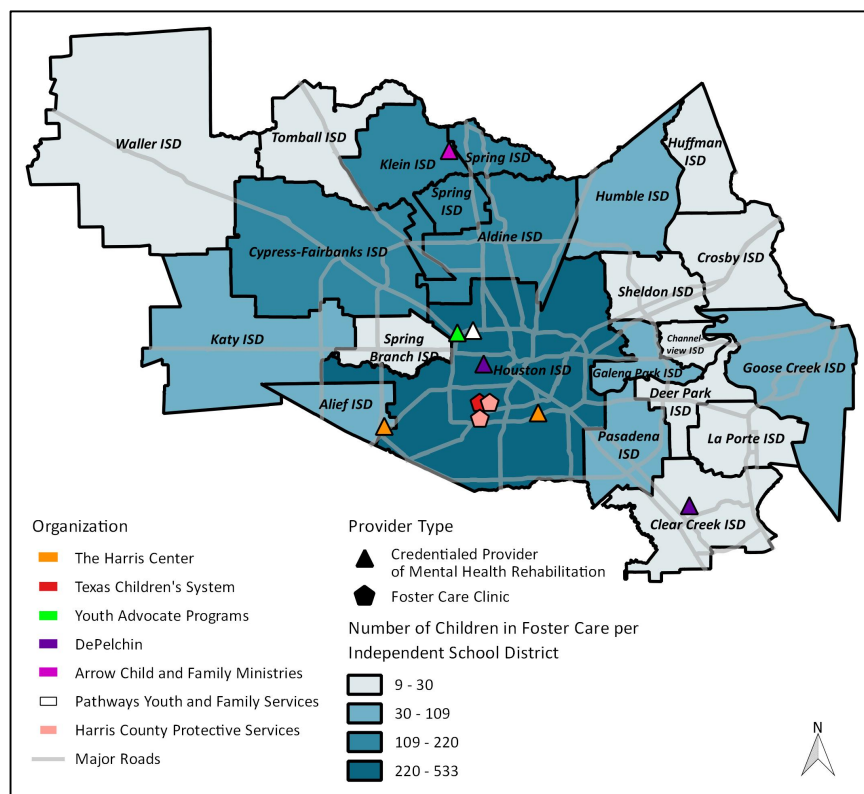 Waller ISD
Tomball ISD
Klein ISD
Spring ISD
Huffman
ISD
Humble ISD
Spring
ISD
Aldine ISD
Cypress-Fairbanks ISD
Crosby ISD
Sheldon ISD
Katy ISD
Spring
Branch ISD
Channel-
view ISD
Houston ISD
Galena Park ISD
Goose Creek ISD
Deer Park
ISD
Alief ISD
Pasadena
ISD
La Porte ISD
Clear Creek ISD
Organization
The Harris Center
Texas Children's System
Youth Advocate Programs
DePelchin
Arrow Child and Family Ministries
Pathways Youth and Family Services
Harris County Protective Services
Major Roads
Provider Type
Credentialed Provider
of Mental Health Rehabilitation
Foster Care Clinic
Number of Children in Foster Care per
Independent School District
9 - 30
30 - 109
109 - 220
220 - 533
N